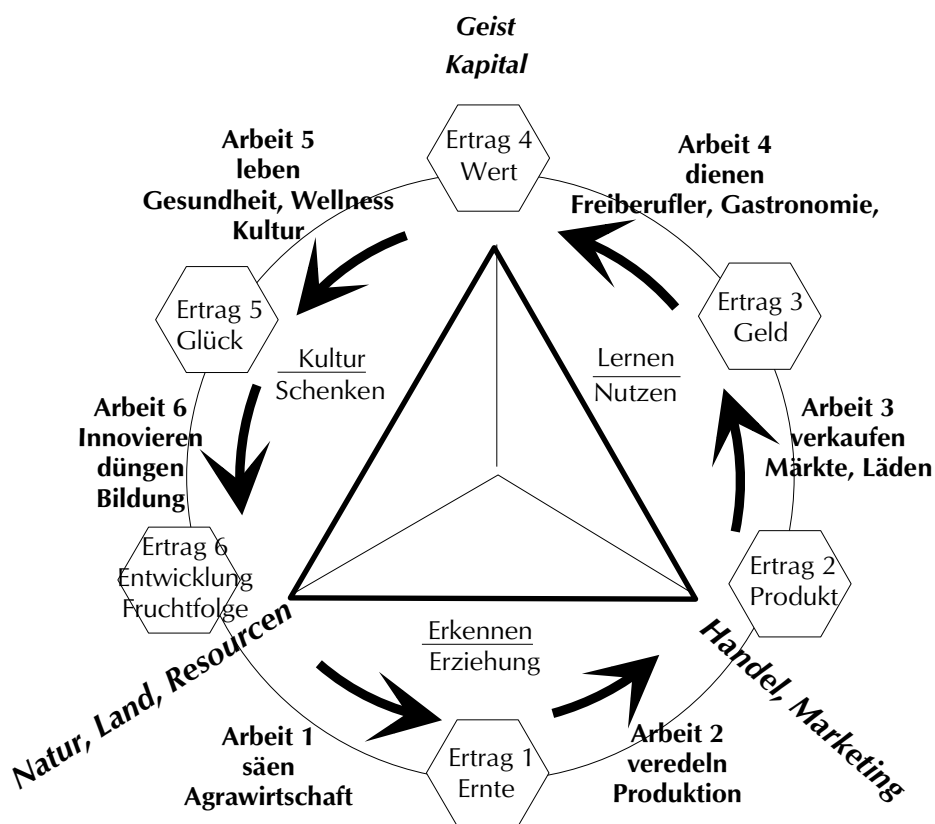 Geist
Kapital
Ertrag 4
Wert
Arbeit 5
leben
Gesundheit, Wellness
Kultur
Arbeit 4
dienen
Freiberufler, Gastronomie,
Ertrag 5
Glück
Ertrag 3
Geld
Kultur
Schenken
Lernen
Nutzen
Arbeit 6
Innovieren
düngen
Bildung
Arbeit 3
verkaufen
Märkte, Läden
Ertrag 6
Entwicklung
Fruchtfolge
Ertrag 2
Produkt
Erkennen
Erziehung
Natur, Land, Resourcen
Handel, Marketing
Arbeit 1
säen
Agrawirtschaft
Ertrag 1
Ernte
Arbeit 2
veredeln
Produktion